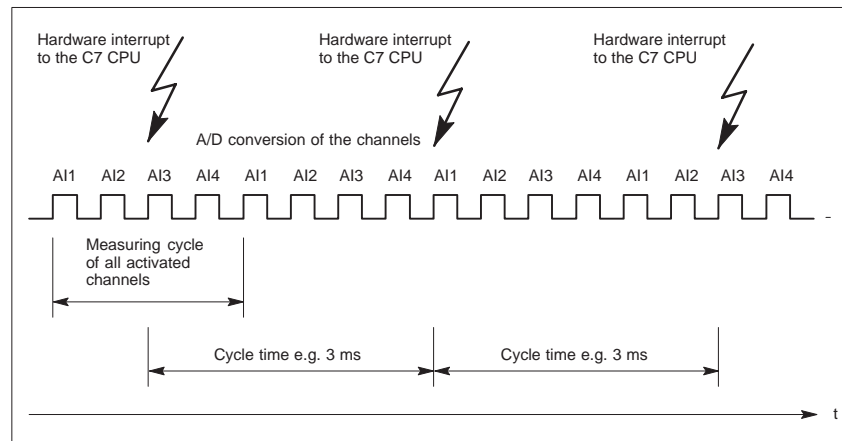 Hardware interrupt
to the C7 CPU
Hardware interrupt
to the C7 CPU
Hardware interrupt
to the C7 CPU
A/D conversion of the channels
AI1 AI2 AI3 AI4 AI1 AI2 AI3 AI4 AI1 AI2 AI3 AI4 AI1 AI2 AI3 AI4
Measuring cycle
of all activated
channels
Cycle time e.g. 3 ms
Cycle time e.g. 3 ms
t